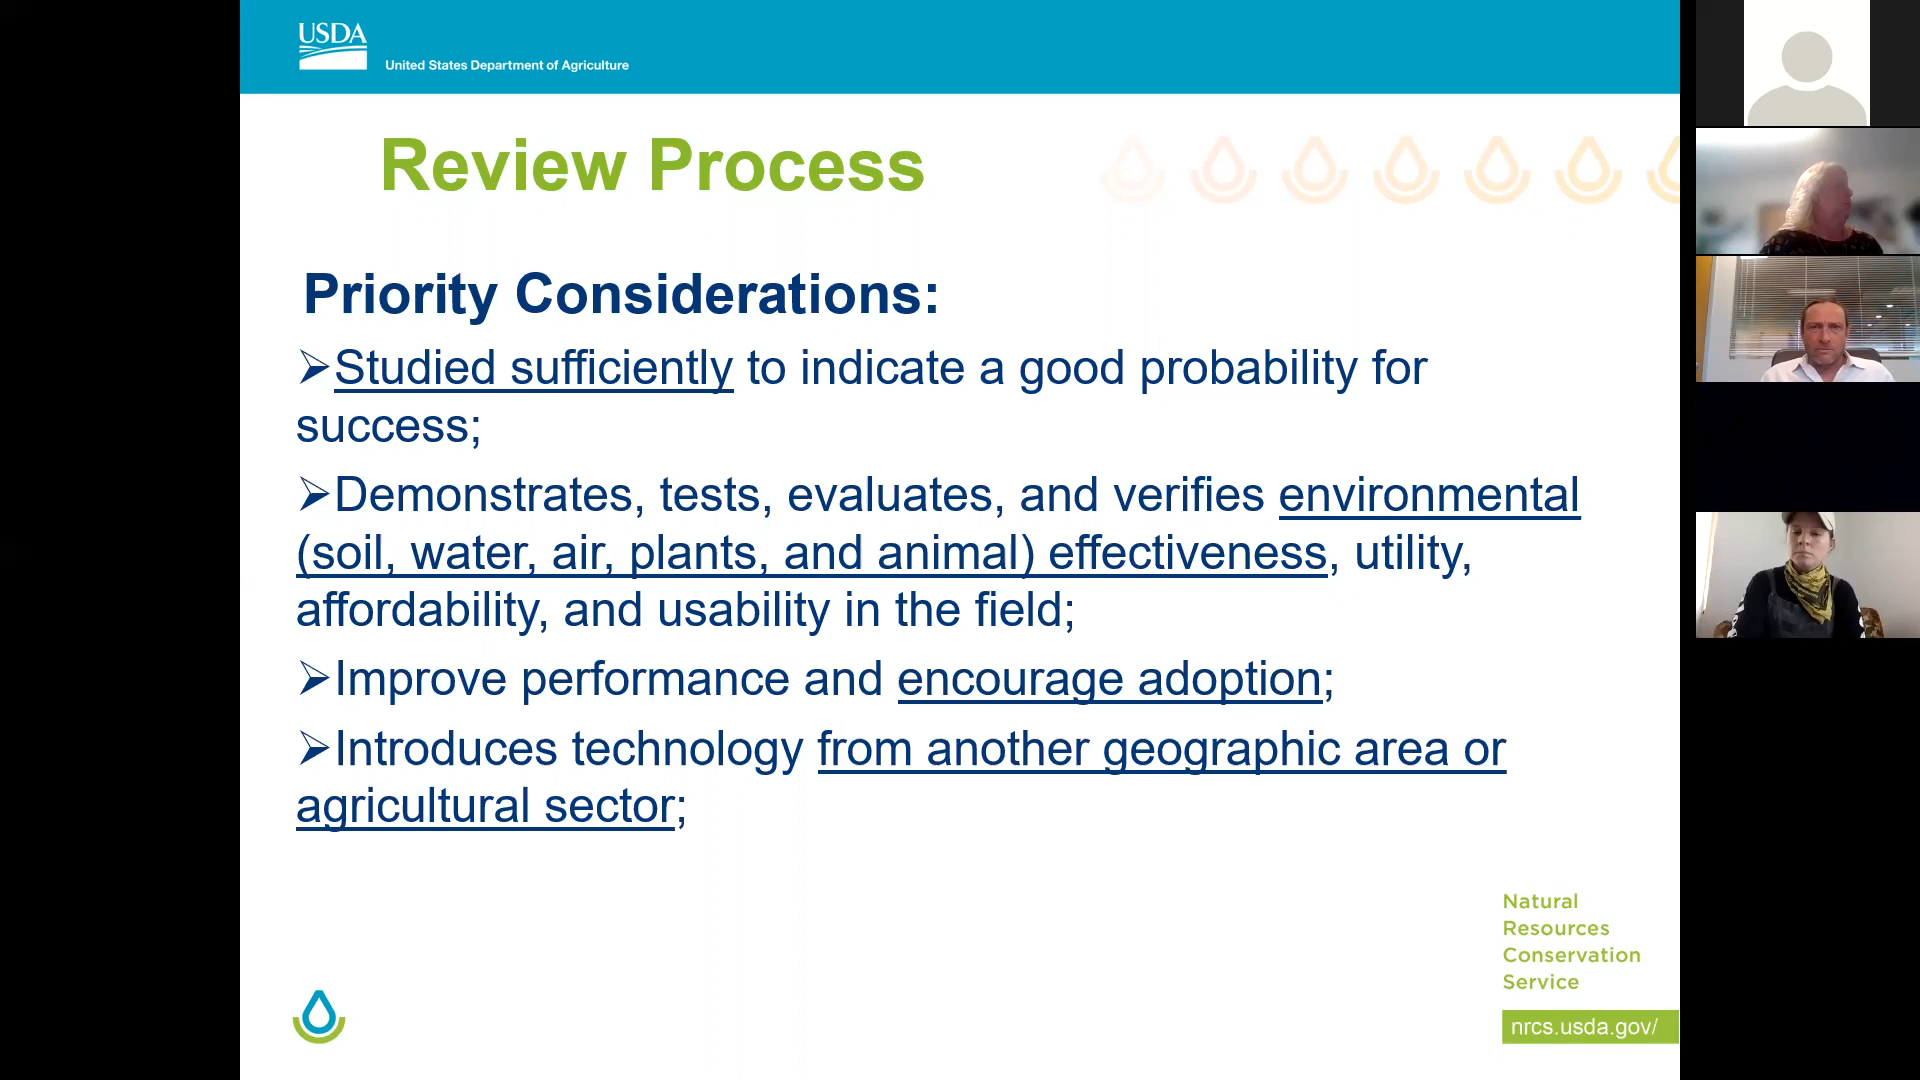 USDA
United States Department of Agriculture
Review Process
Priority Considerations:
➢Studied sufficiently to indicate a good probability for
success;
➢Demonstrates, tests, evaluates, and verifies environmental
(soil, water, air, plants, and animal) effectiveness, utility,
affordability, and usability in the field;
➢Improve performance and encourage adoption;
➢Introduces technology from another geographic area or
agricultural sector;
Natural
Resources
Conservation
Service
nrcs.usda.gov/